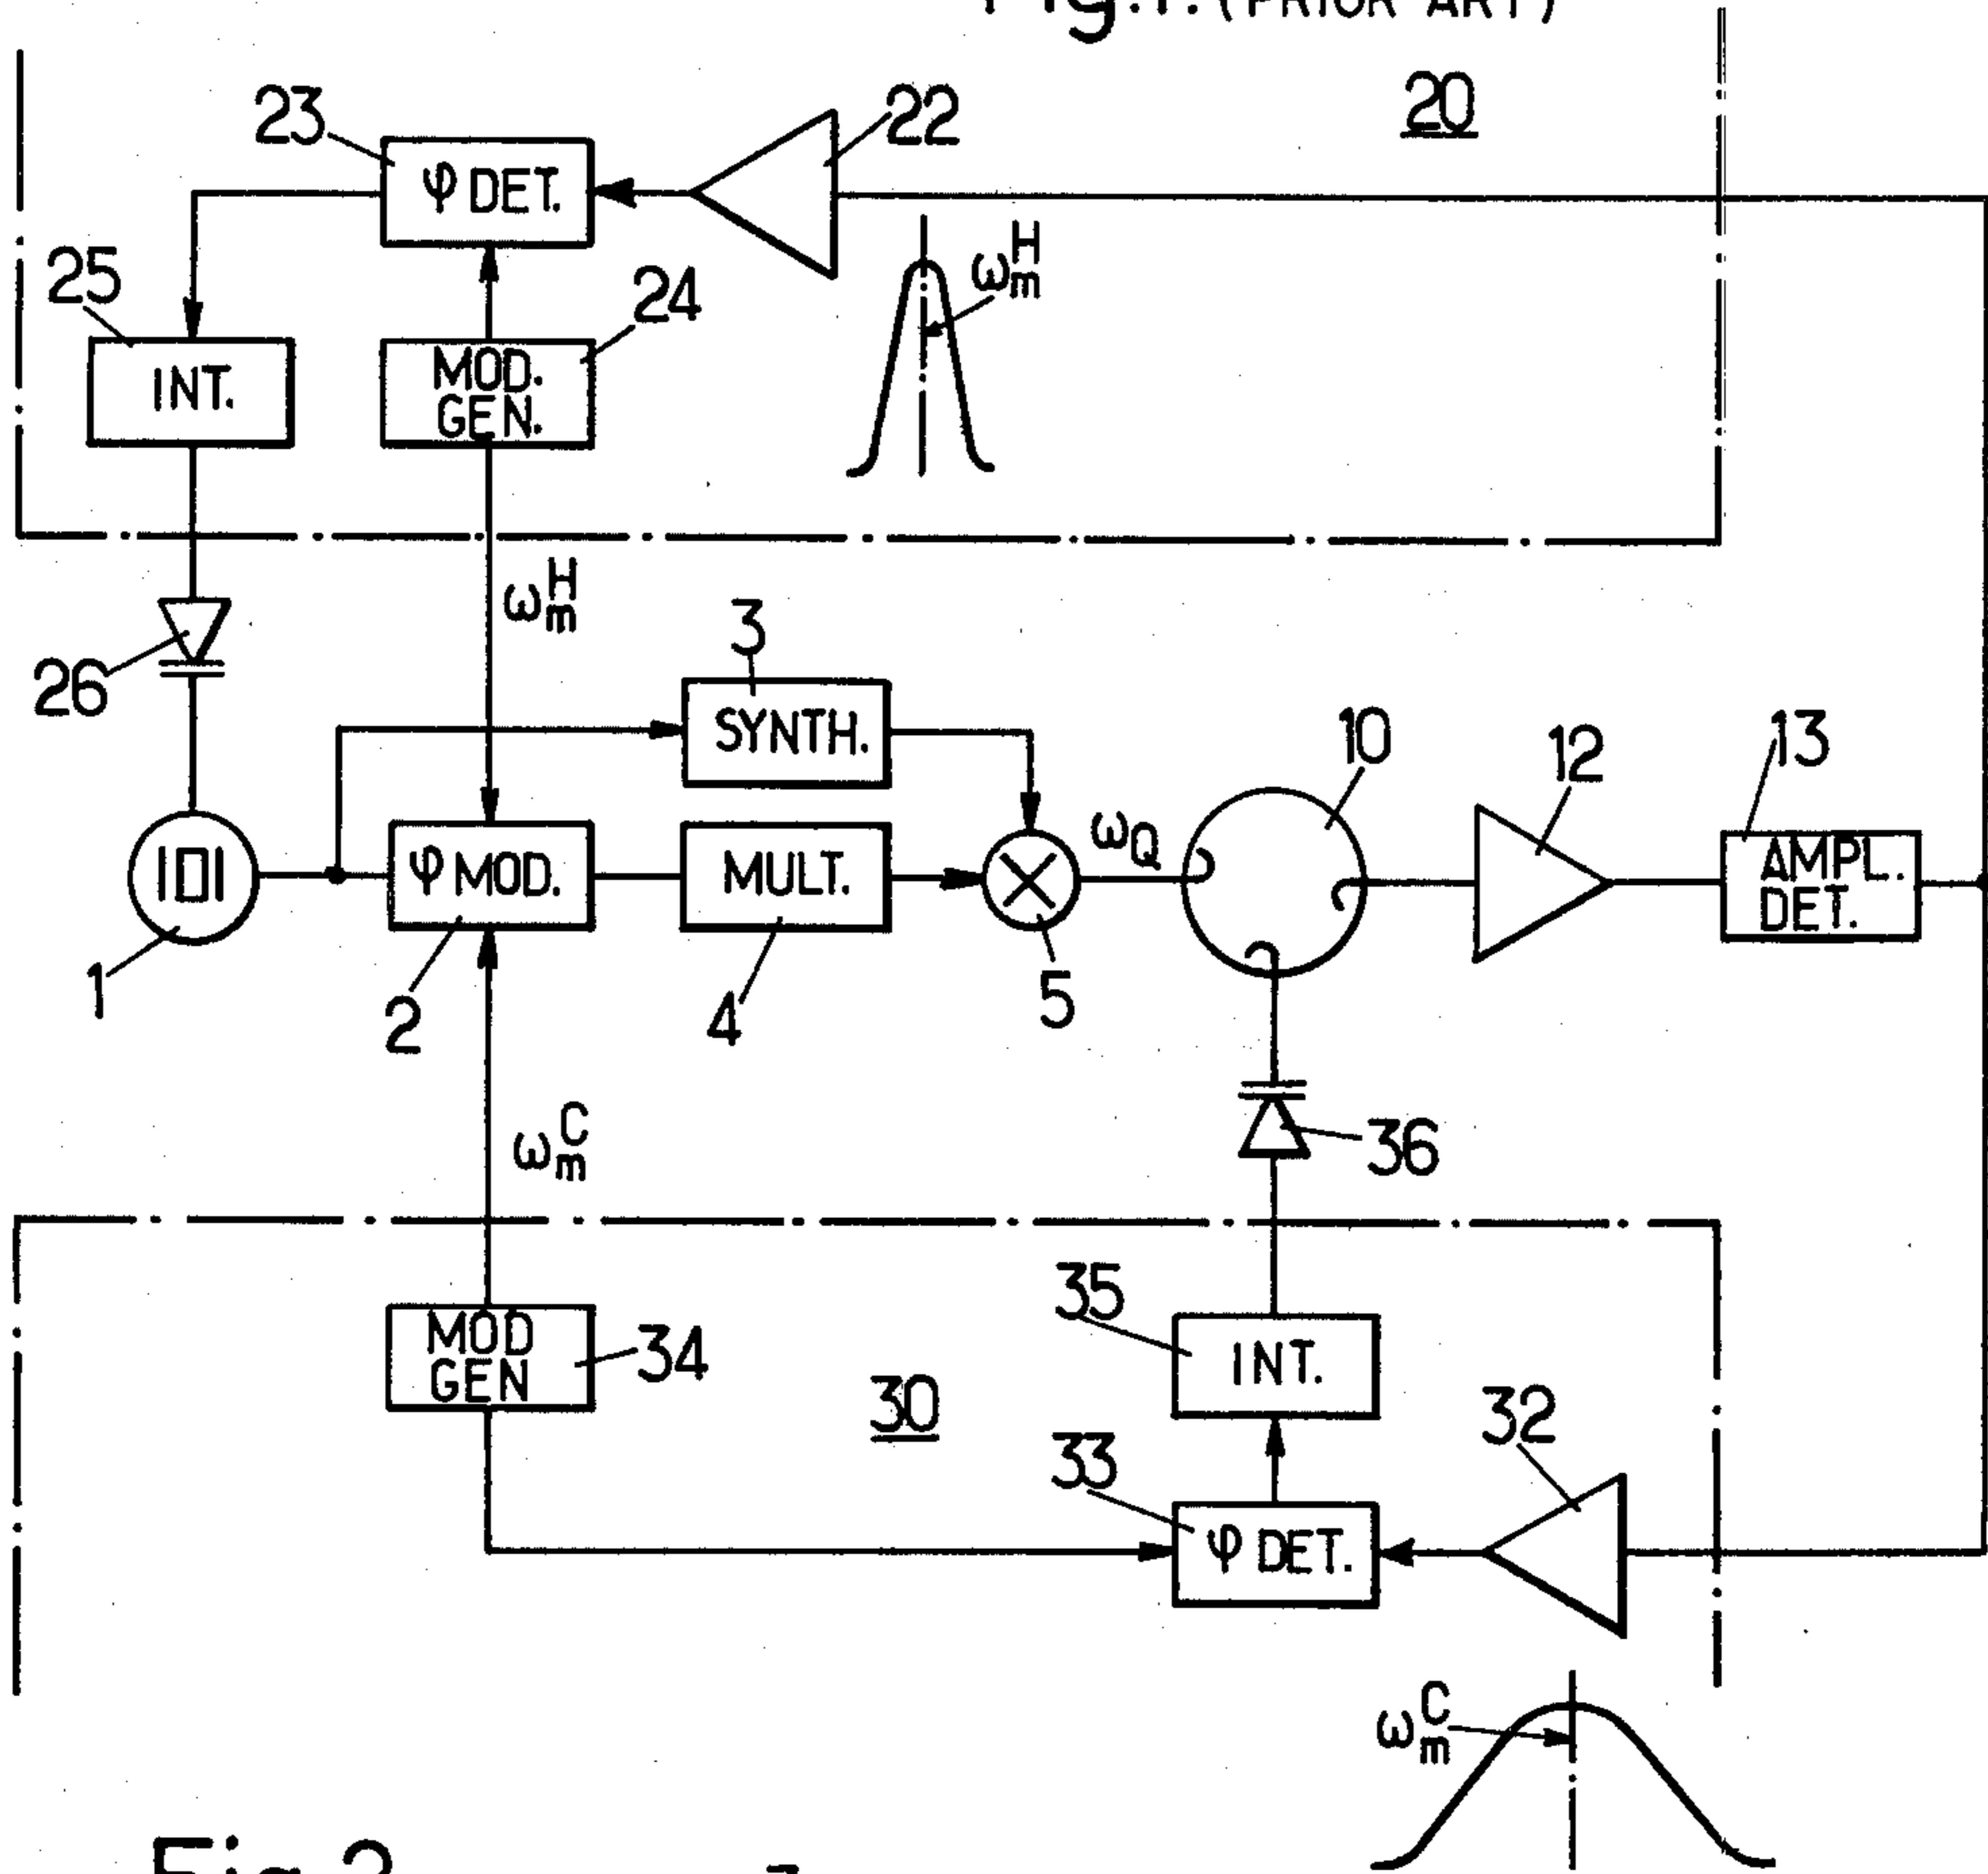 Fig.1. (PRIOR ART)
20
23
22
φ DET.
ω_m^H
25
24
INT.
MOD.
GEN.
ω_m^H
3
26
SYNTH.
10
12
13
ω_Q
φ MOD.
MULT.
AMPL.
DET.
1
2
4
5
ω_m^C
36
35
MOD
GEN
34
INT.
30
32
33
φ DET.
ω_m^C
Fig.2